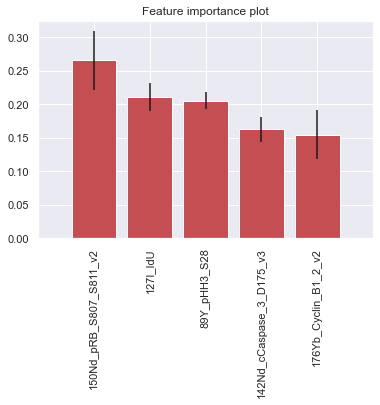 Feature importance plot
0.30
0.25
0.20
0.15
0.10
0.05
0.00
150Nd_pRB_S807_S811_v2
127I_IdU
89Y_pHH3_S28
142Nd_cCaspase_3_D175_v3
176Yb_Cyclin_B1_2_v2